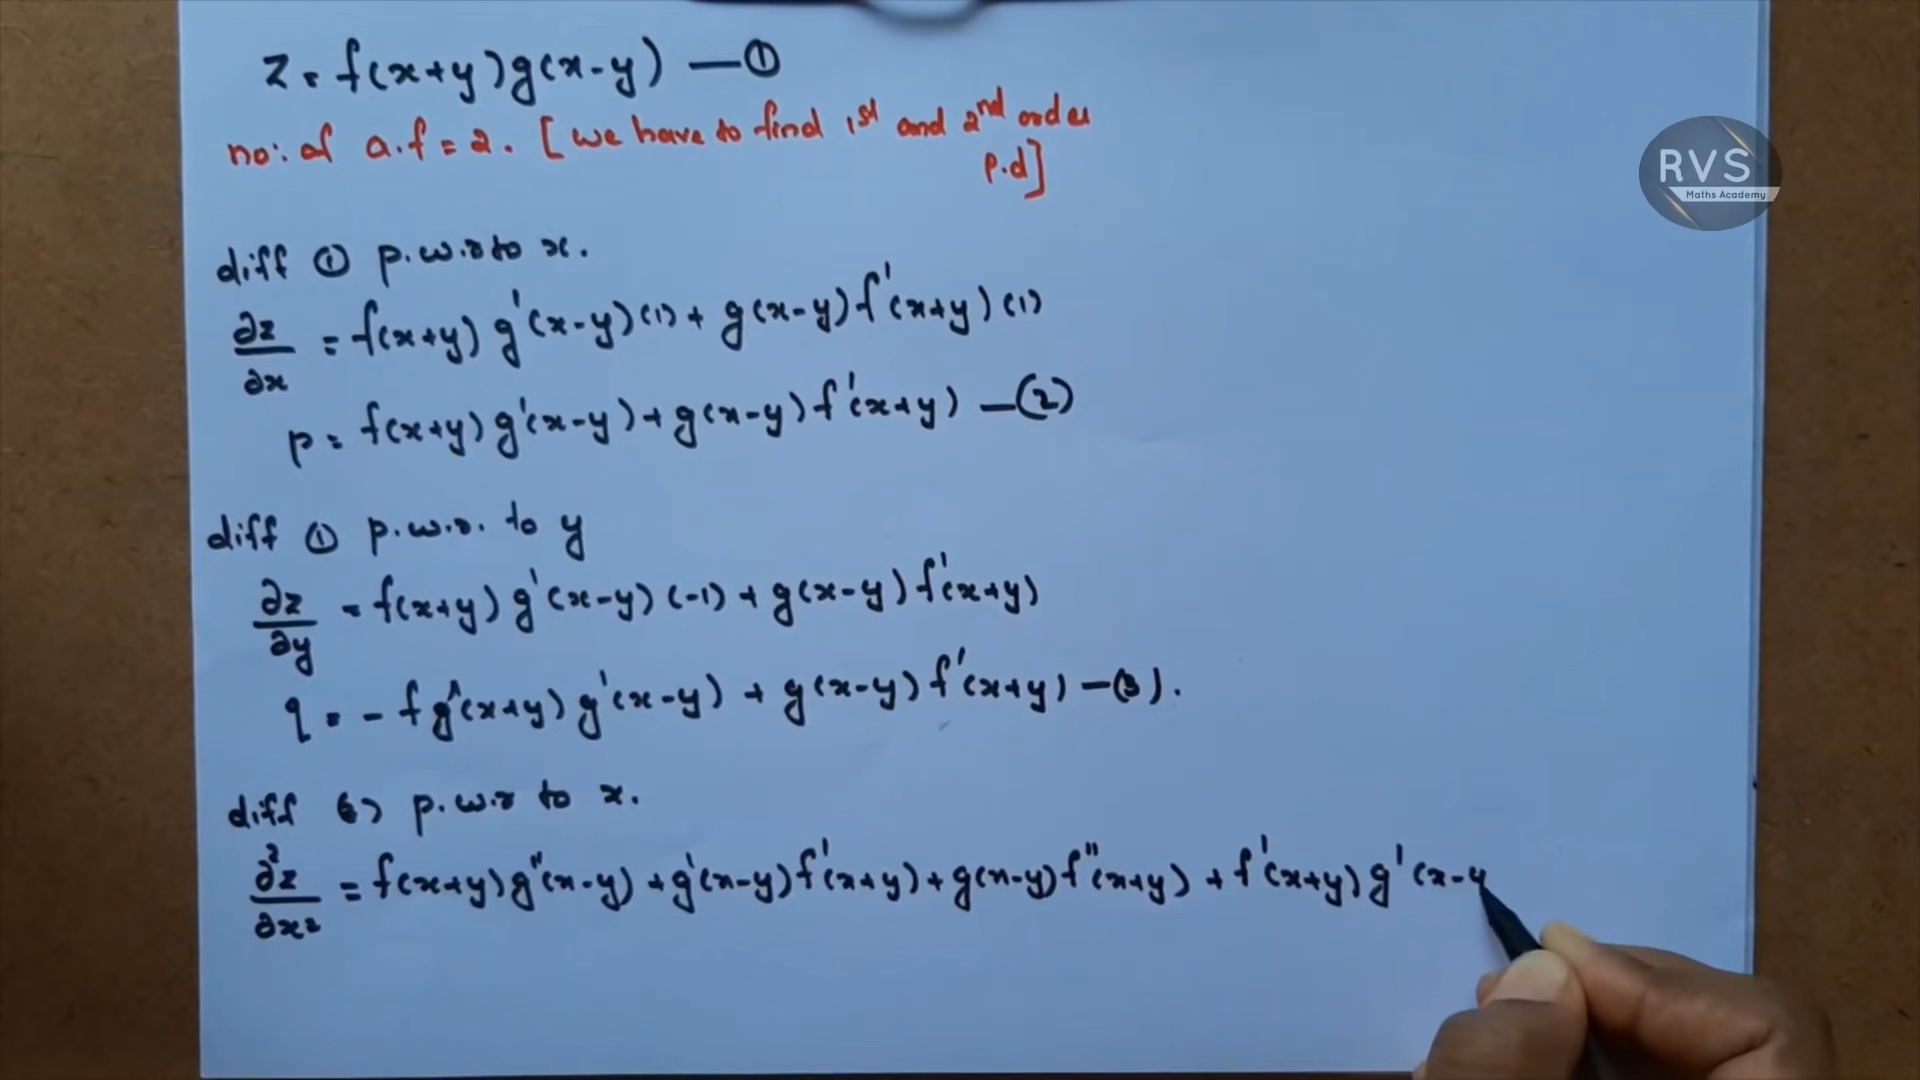 z = f(x+y)g(x-y) —①
no: of a.f = 2. [we have to find 1st and 2nd order
p.d]
RVS
Maths Academy
diff ① p.w.r to x.
∂z/∂x = f(x+y) g'(x-y)(1) + g(x-y) f'(x+y)(1)
p = f(x+y) g'(x-y) + g(x-y) f'(x+y) —(2)
diff ① p.w.r. to y
∂z/∂y = f(x+y) g'(x-y)(-1) + g(x-y) f'(x+y)
q = - f (x+y) g'(x-y) + g(x-y) f'(x+y) —(3).
diff p.w.r to x.
∂²z/∂x² = f(x+y)g''(x-y) + g'(x-y)f'(x+y) + g(x-y)f''(x+y) + f'(x+y)g'(x-y